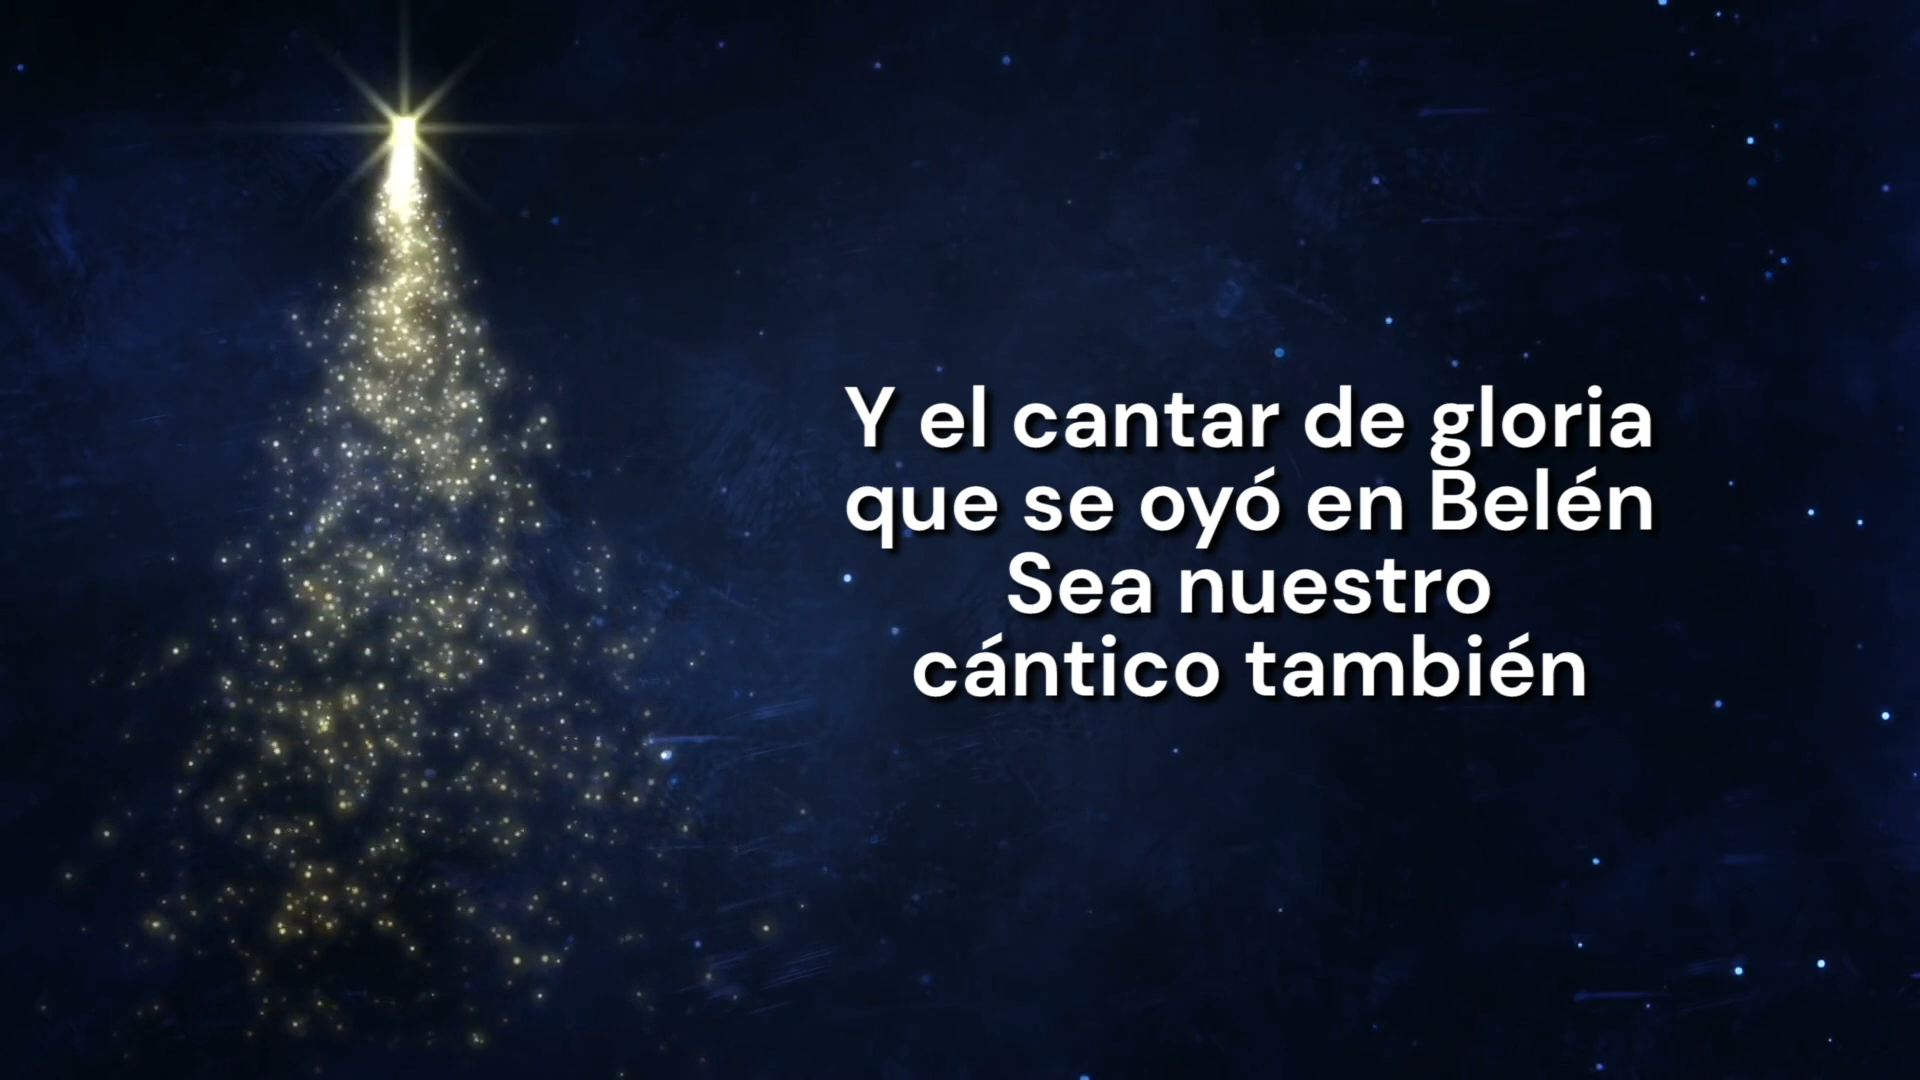 Y el cantar de gloria
que se oyó en Belén
Sea nuestro
cántico también